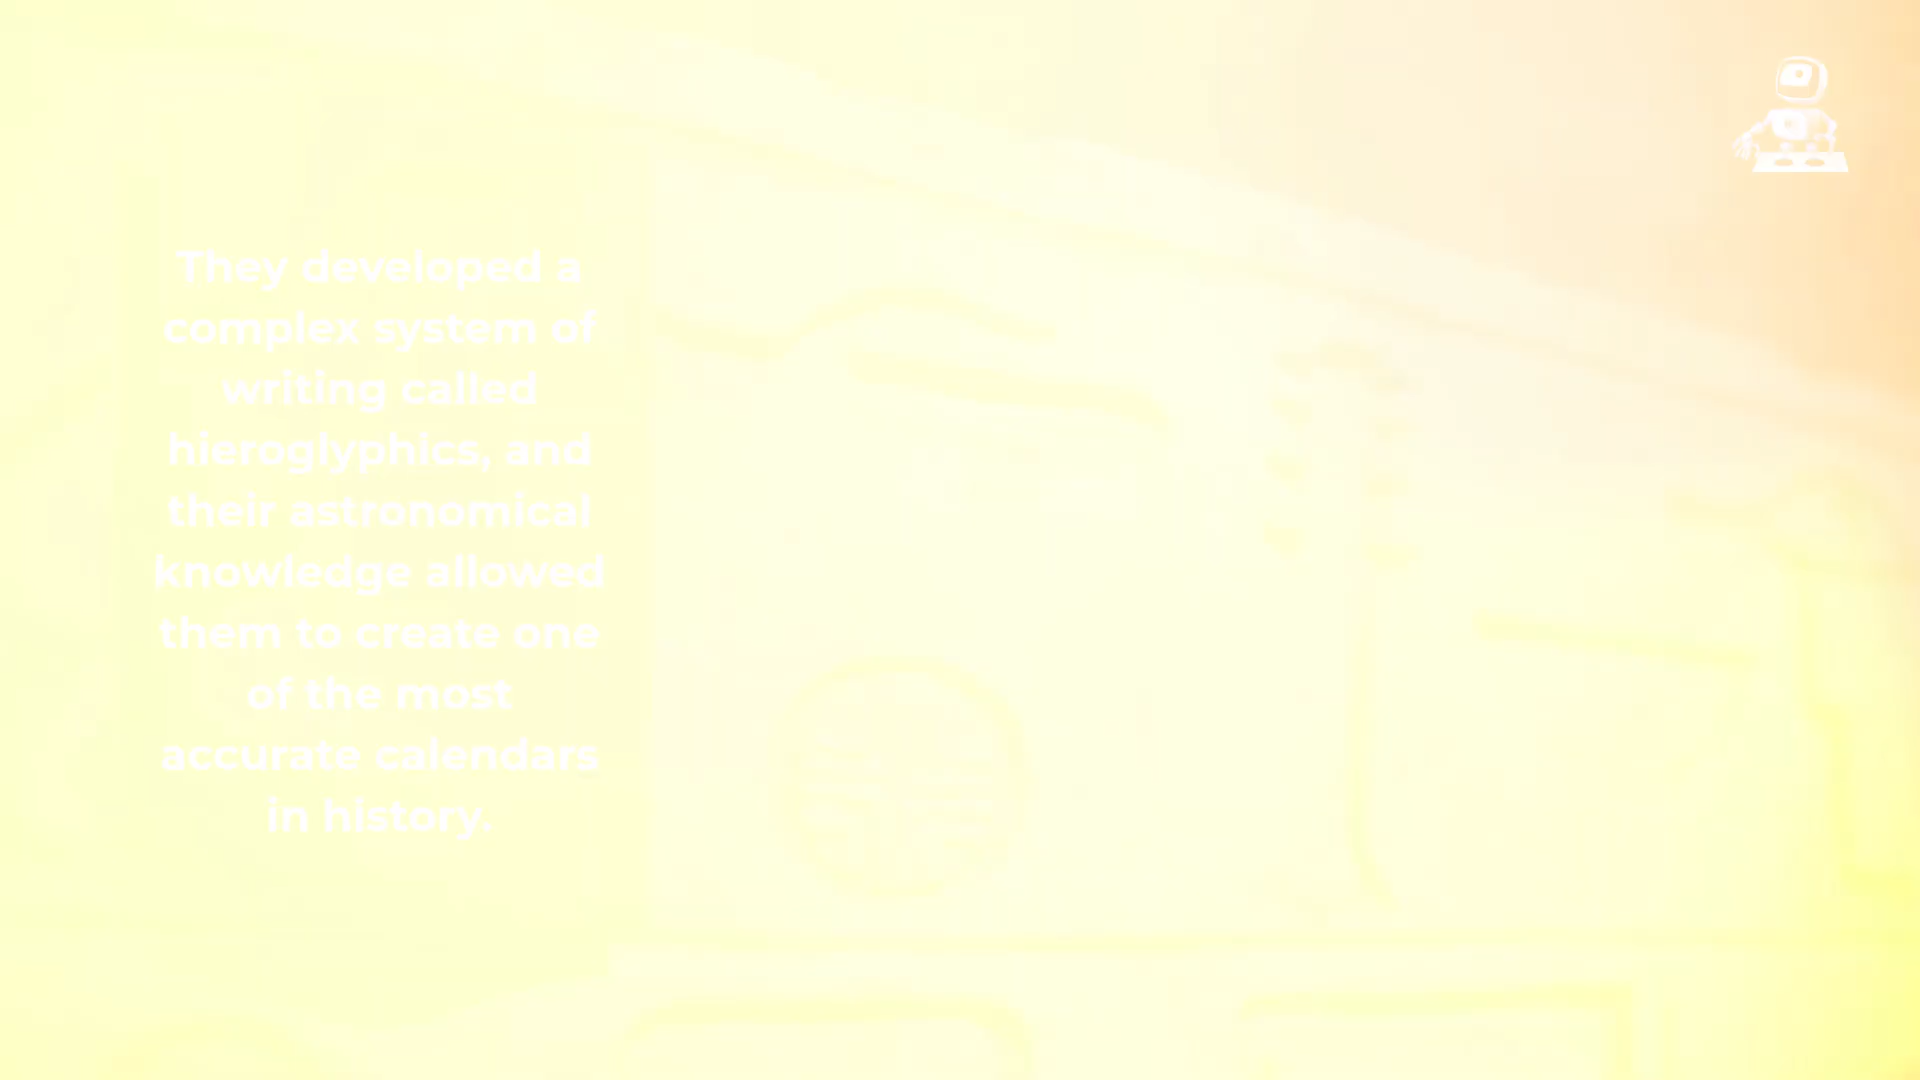 They developed a
complex system of
writing called
hieroglyphics, and
their astronomical
knowledge allowed
them to create one
of the most
accurate calendars
in history.